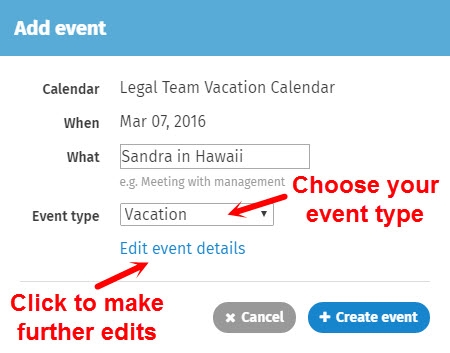 Add event
Calendar Legal Team Vacation Calendar
When Mar 07, 2016
What Sandra in Hawaii
e.g. Meeting with management
Choose your
event type
Event type Vacation
Edit event details
Click to make
further edits
Cancel
Create event